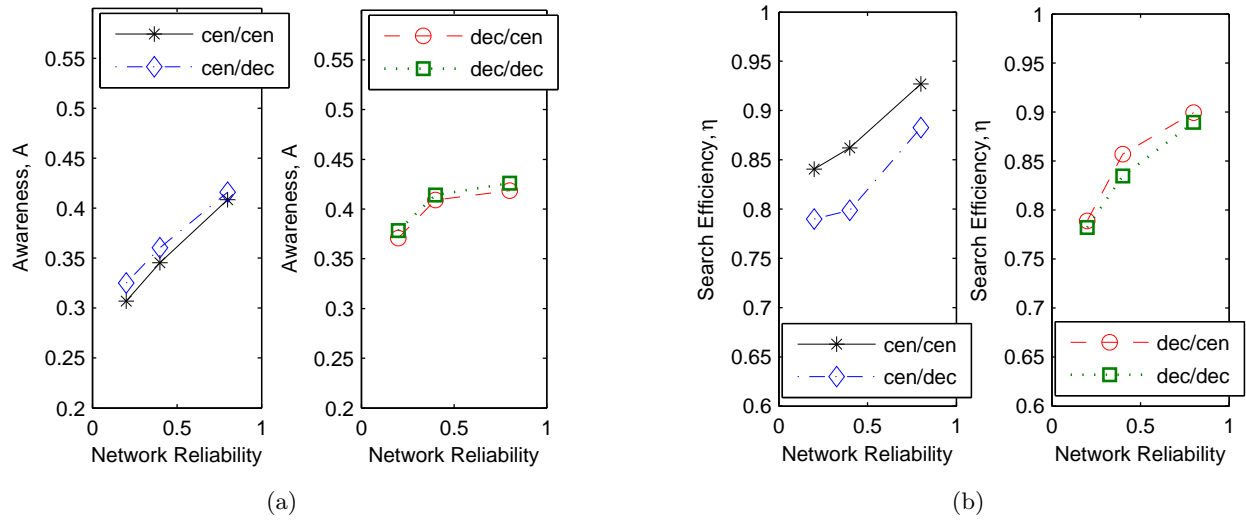 Awareness, A
0.55
0.5
0.45
0.4
0.35
0.3
0.25
0.2
0
0.5
1
Network Reliability
cen/cen
cen/dec
Awareness, A
0.55
0.5
0.45
0.4
0.35
0.3
0.25
0.2
0
0.5
1
Network Reliability
dec/cen
dec/dec
(a)
Search Efficiency, η
1
0.95
0.9
0.85
0.8
0.75
0.7
0.65
0.6
0
0.5
1
Network Reliability
cen/cen
cen/dec
Search Efficiency, η
1
0.95
0.9
0.85
0.8
0.75
0.7
0.65
0.6
0
0.5
1
Network Reliability
dec/cen
dec/dec
(b)